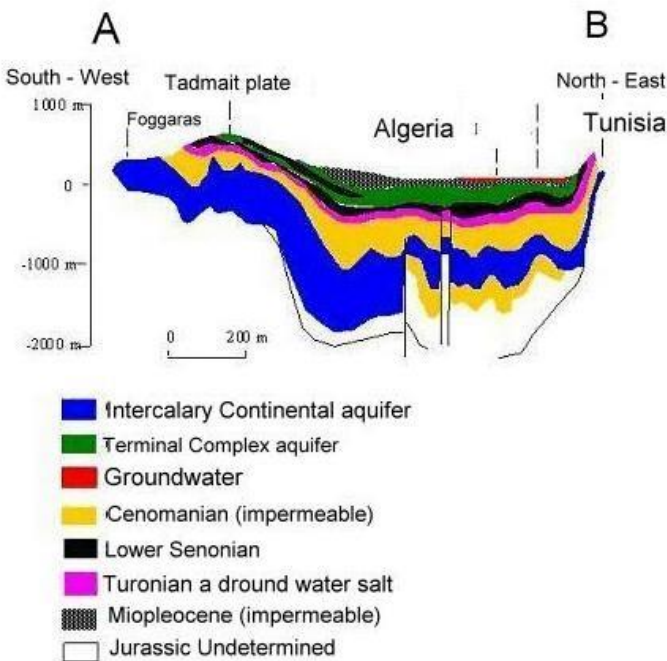 A
B
South - West
North - East
Tadmait plate
1000 m
Foggaras
Algeria
Tunisia
0
-1000 m
-2000 m
0 200 m
Intercalary Continental aquifer
Terminal Complex aquifer
Groundwater
Cenomanian (impermeable)
Lower Senonian
Turonian a dround water salt
Miopleocene (impermeable)
Jurassic Undetermined